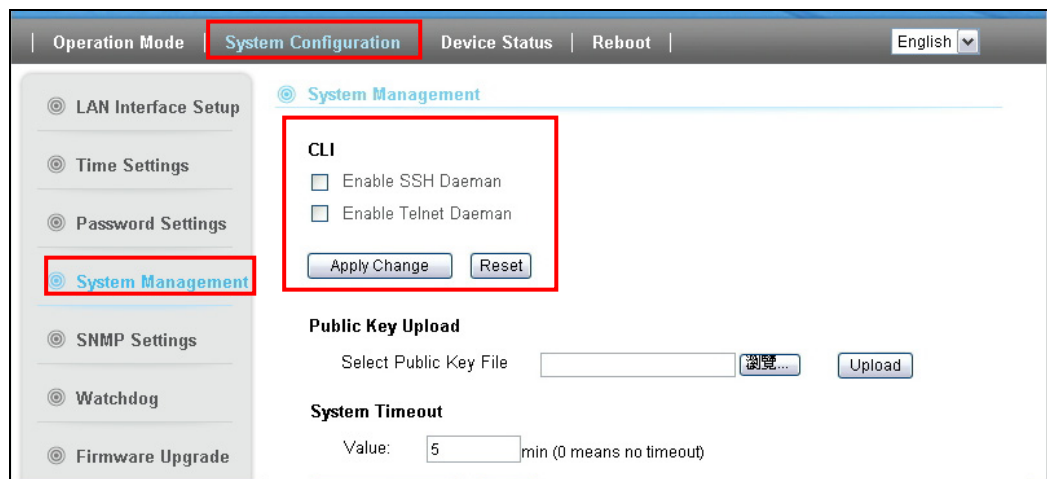 Operation Mode | System Configuration Device Status | Reboot | English
LAN Interface Setup
Time Settings
Password Settings
System Management
SNMP Settings
Watchdog
Firmware Upgrade
System Management
CLI
Enable SSH Daeman
Enable Telnet Daeman
Apply Change Reset
Public Key Upload
Select Public Key File 瀏覽... Upload
System Timeout
Value: 5 min (0 means no timeout)